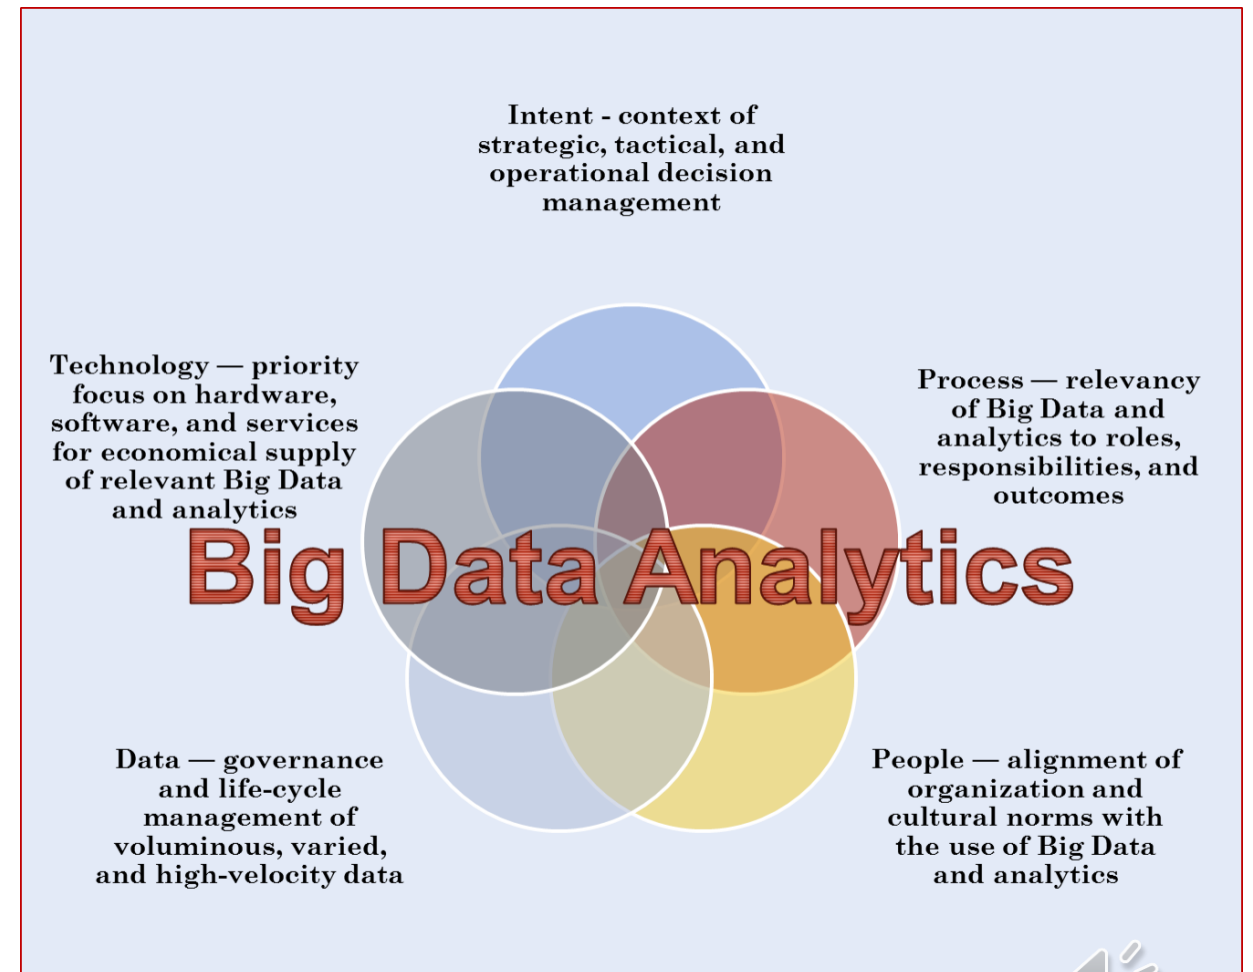 Intent - context of
strategic, tactical, and
operational decision
management
Technology — priority
focus on hardware,
software, and services
for economical supply
of relevant Big Data
and analytics
Process — relevancy
of Big Data and
analytics to roles,
responsibilities, and
outcomes
Big Data Analytics
Data — governance
and life-cycle
management of
voluminous, varied,
and high-velocity data
People — alignment of
organization and
cultural norms with
the use of Big Data
and analytics